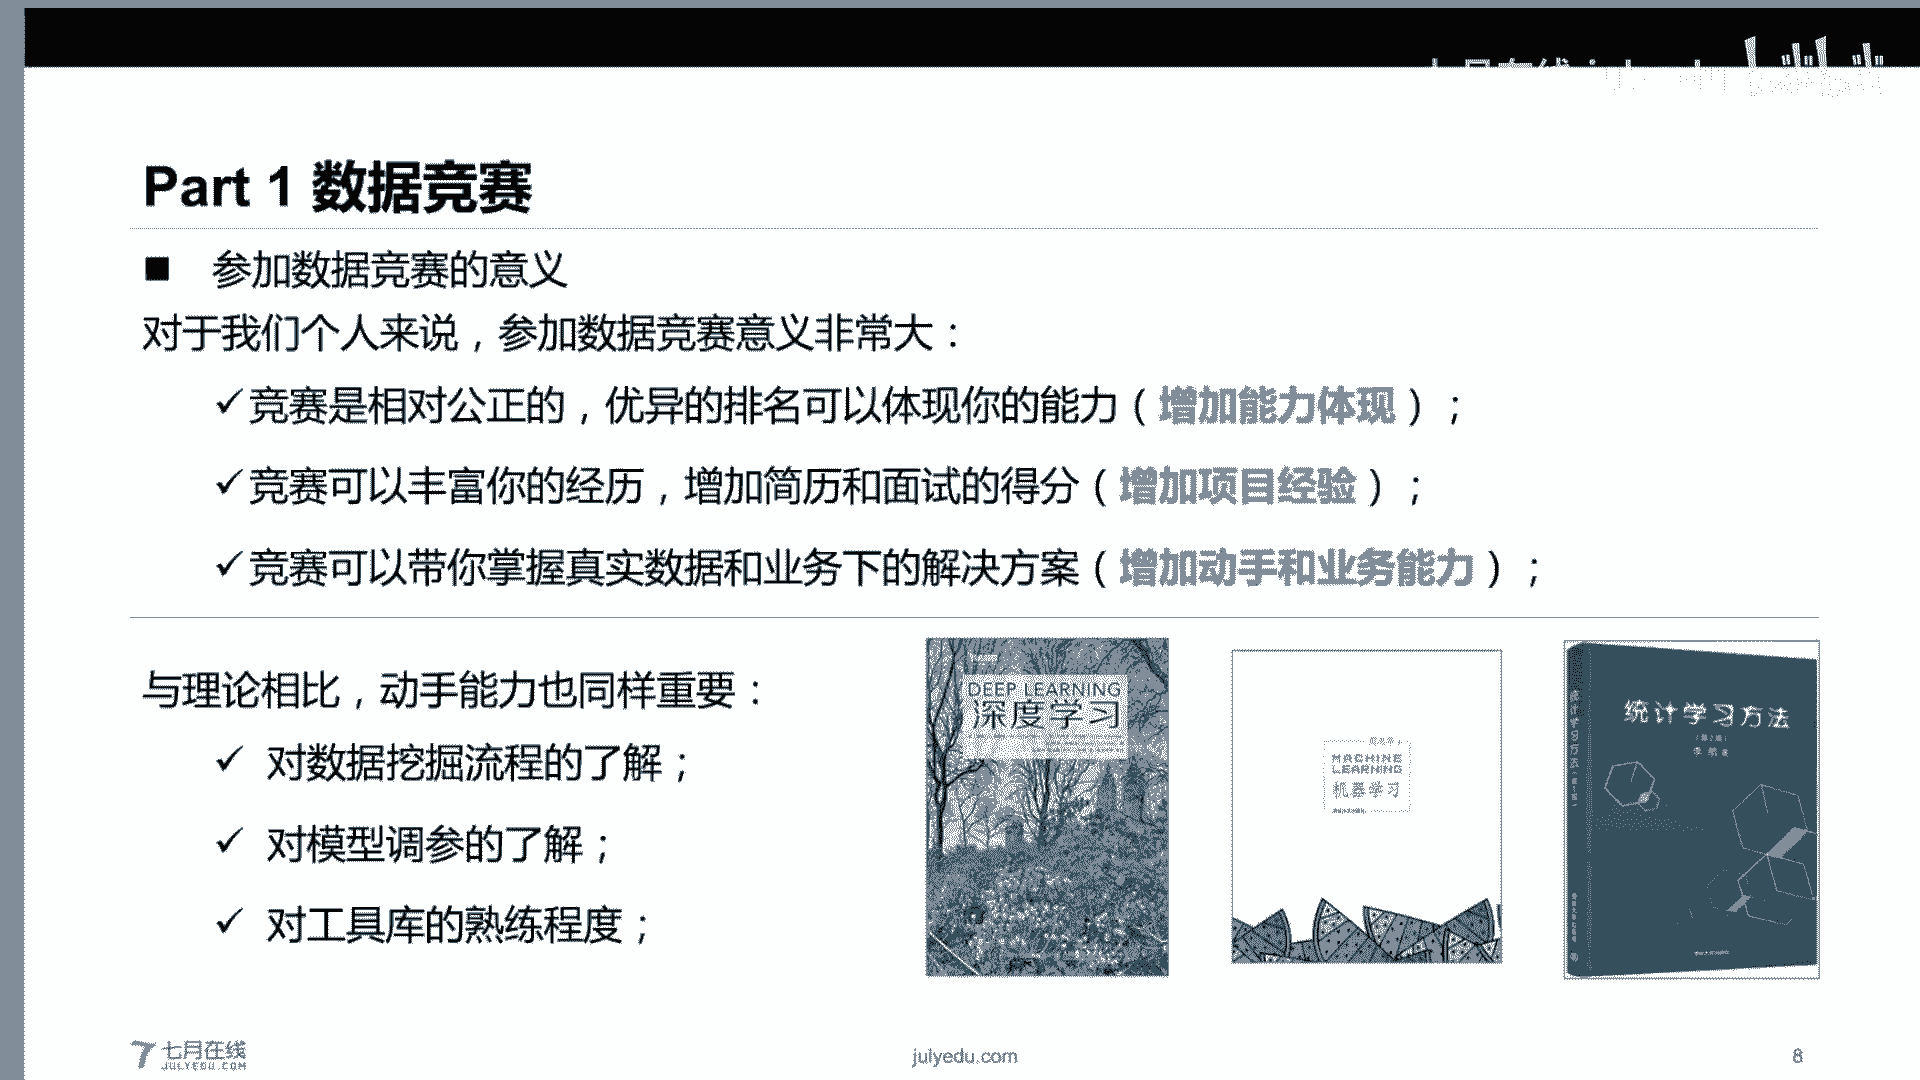 Part 1 数据竞赛
■ 参加数据竞赛的意义
对于我们个人来说，参加数据竞赛意义非常大：
✓竞赛是相对公正的，优异的排名可以体现你的能力（增加能力体现）；
✓竞赛可以丰富你的经历，增加简历和面试的得分（增加项目经验）；
✓竞赛可以带你掌握真实数据和业务下的解决方案（增加动手和业务能力）；
与理论相比，动手能力也同样重要：
✓ 对数据挖掘流程的了解；
✓ 对模型调参的了解；
✓ 对工具库的熟练程度；
DEEP LEARNING
深度学习
MACHINE
LEARNING
机器学习
统计学习方法
（第2版）
李航 著
七月在线
JULYEDU.COM
julyedu.com
8